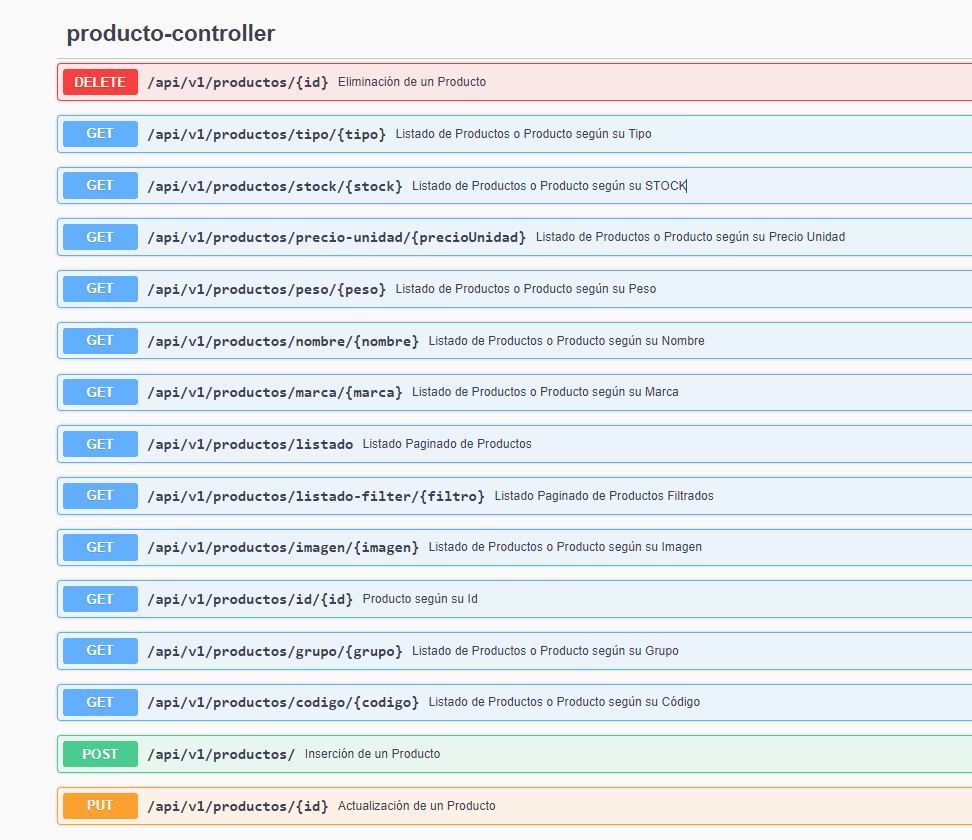 producto-controller
DELETE /api/v1/productos/{id} Eliminación de un Producto
GET /api/v1/productos/tipo/{tipo} Listado de Productos o Producto según su Tipo
GET /api/v1/productos/stock/{stock} Listado de Productos o Producto según su STOCK
GET /api/v1/productos/precio-unidad/{precioUnidad} Listado de Productos o Producto según su Precio Unidad
GET /api/v1/productos/peso/{peso} Listado de Productos o Producto según su Peso
GET /api/v1/productos/nombre/{nombre} Listado de Productos o Producto según su Nombre
GET /api/v1/productos/marca/{marca} Listado de Productos o Producto según su Marca
GET /api/v1/productos/listado Listado Paginado de Productos
GET /api/v1/productos/listado-filter/{filtro} Listado Paginado de Productos Filtrados
GET /api/v1/productos/imagen/{imagen} Listado de Productos o Producto según su Imagen
GET /api/v1/productos/id/{id} Producto según su Id
GET /api/v1/productos/grupo/{grupo} Listado de Productos o Producto según su Grupo
GET /api/v1/productos/codigo/{codigo} Listado de Productos o Producto según su Código
POST /api/v1/productos/ Inserción de un Producto
PUT /api/v1/productos/{id} Actualización de un Producto